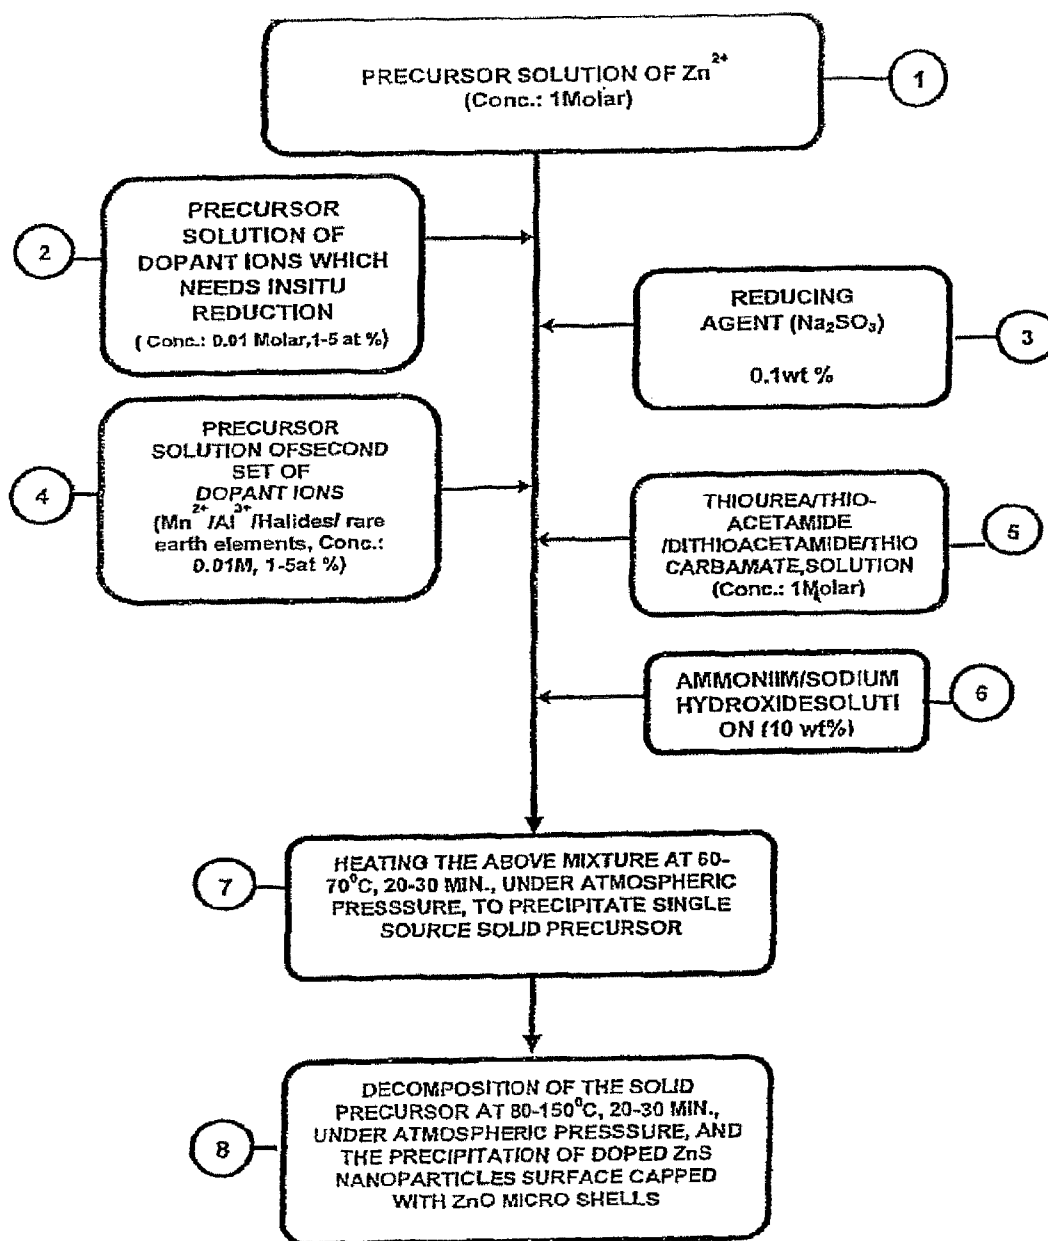 PRECURSOR SOLUTION OF Zn²⁺
(Conc.: 1Molar)
1
PRECURSOR
SOLUTION OF
DOPANT IONS WHICH
NEEDS INSITU
REDUCTION
( Conc.: 0.01 Molar,1-5 at %)
2
REDUCING
AGENT (Na₂SO₃)
0.1wt %
3
PRECURSOR
SOLUTION OFSECOND
SET OF
DOPANT IONS
(Mn²⁺/Al³⁺/Halides/ rare
earth elements, Conc.:
0.01M, 1-5at %)
4
THIOUREA/THIO-
ACETAMIDE
/DITHIOACETAMIDE/THIO
CARBAMATE,SOLUTION
(Conc.: 1Molar)
5
AMMONIIM/SODIUM
HYDROXIDESOLUTI
ON (10 wt%)
6
HEATING THE ABOVE MIXTURE AT 60-
70⁰C, 20-30 MIN., UNDER ATMOSPHERIC
PRESSSURE, TO PRECIPITATE SINGLE
SOURCE SOLID PRECURSOR
7
DECOMPOSITION OF THE SOLID
PRECURSOR AT 80-150⁰C, 20-30 MIN.,
UNDER ATMOSPHERIC PRESSSURE, AND
THE PRECIPITATION OF DOPED ZnS
NANOPARTICLES SURFACE CAPPED
WITH ZnO MICRO SHELLS
8